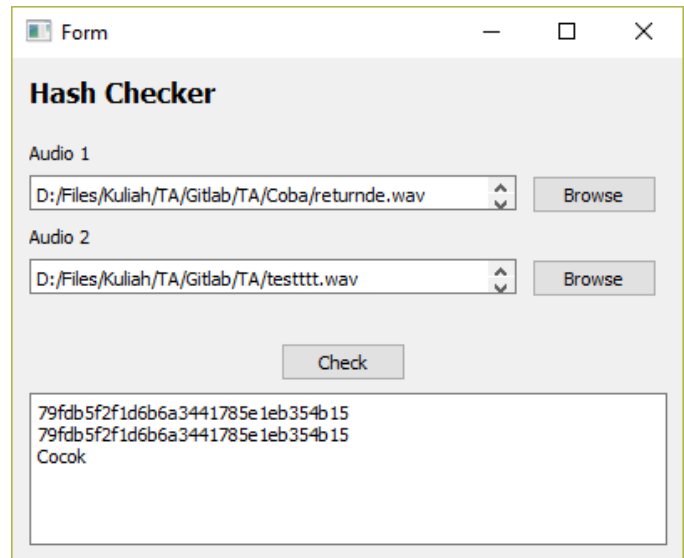 Form
Hash Checker
Audio 1
D:/Files/Kuliah/TA/Gitlab/TA/Coba/returnde.wav
Browse
Audio 2
D:/Files/Kuliah/TA/Gitlab/TA/testttt.wav
Browse
Check
79fdb5f2f1d6b6a3441785e1eb354b15
79fdb5f2f1d6b6a3441785e1eb354b15
Cocok